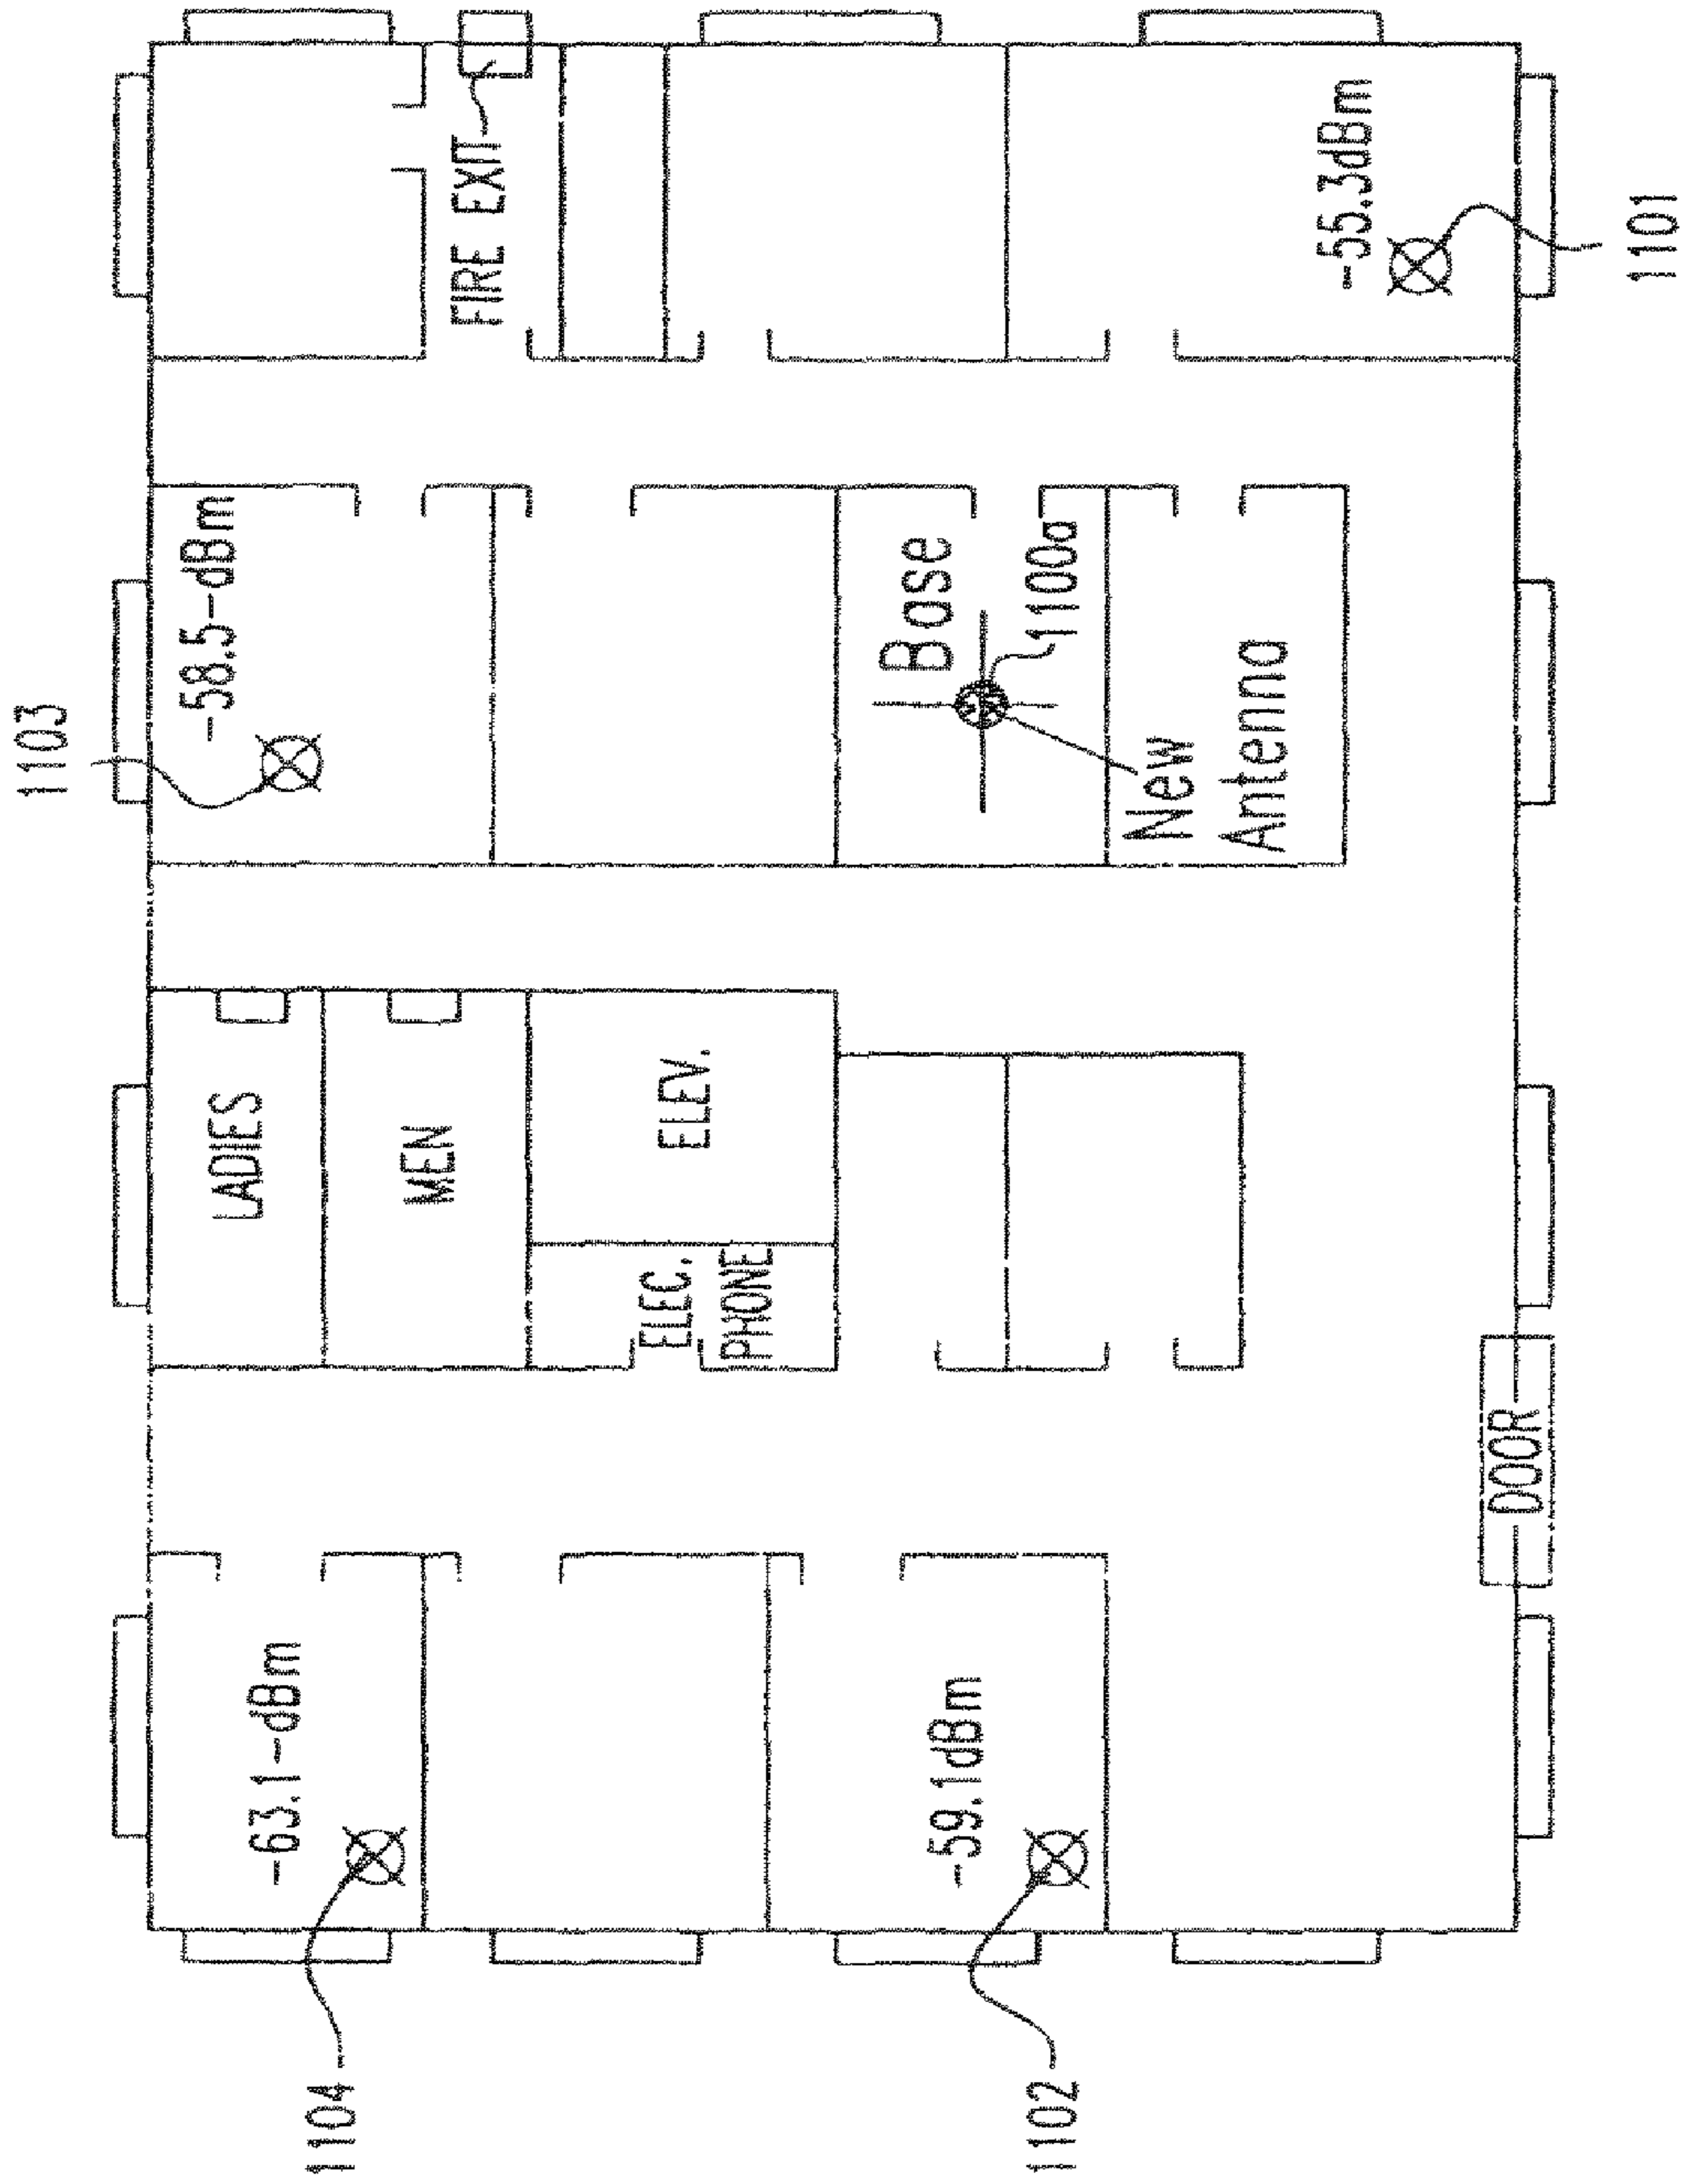 1104
1103
1102
1101
-63.1-dBm
LADIES
-58.5-dBm
MEN
FIRE EXIT
ELEC.
PHONE
ELEV.
-59.1dBm
Base
1100a
New
Antenna
-55.3dBm
DOOR